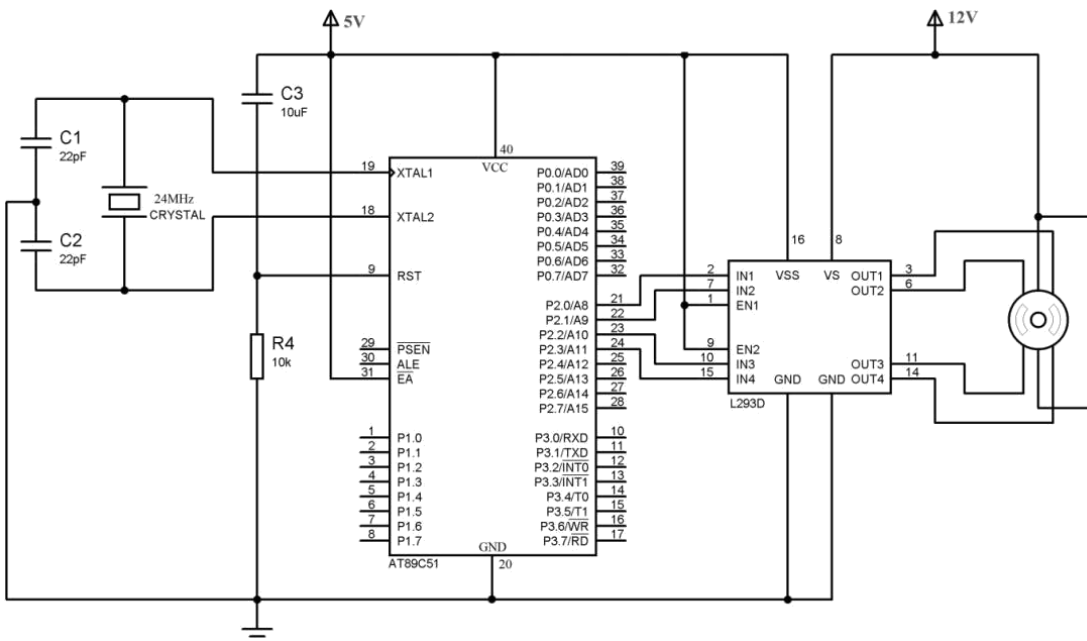 5V
12V
C3
10uF
C1
22pF
24MHz
CRYSTAL
C2
22pF
R4
10k
40
VCC
19 XTAL1
18 XTAL2
9 RST
29 PSEN
30 ALE
31 EA
1 P1.0
2 P1.1
3 P1.2
4 P1.3
5 P1.4
6 P1.5
7 P1.6
8 P1.7
P0.0/AD0 39
P0.1/AD1 38
P0.2/AD2 37
P0.3/AD3 36
P0.4/AD4 35
P0.5/AD5 34
P0.6/AD6 33
P0.7/AD7 32
P2.0/A8 21
P2.1/A9 22
P2.2/A10 23
P2.3/A11 24
P2.4/A12 25
P2.5/A13 26
P2.6/A14 27
P2.7/A15 28
P3.0/RXD 10
P3.1/TXD 11
P3.2/INT0 12
P3.3/INT1 13
P3.4/T0 14
P3.5/T1 15
P3.6/WR 16
P3.7/RD 17
GND
20
AT89C51
16 8
VSS VS
2 IN1
7 IN2
1 EN1
9 EN2
10 IN3
15 IN4
OUT1 3
OUT2 6
OUT3 11
OUT4 14
GND GND
L293D